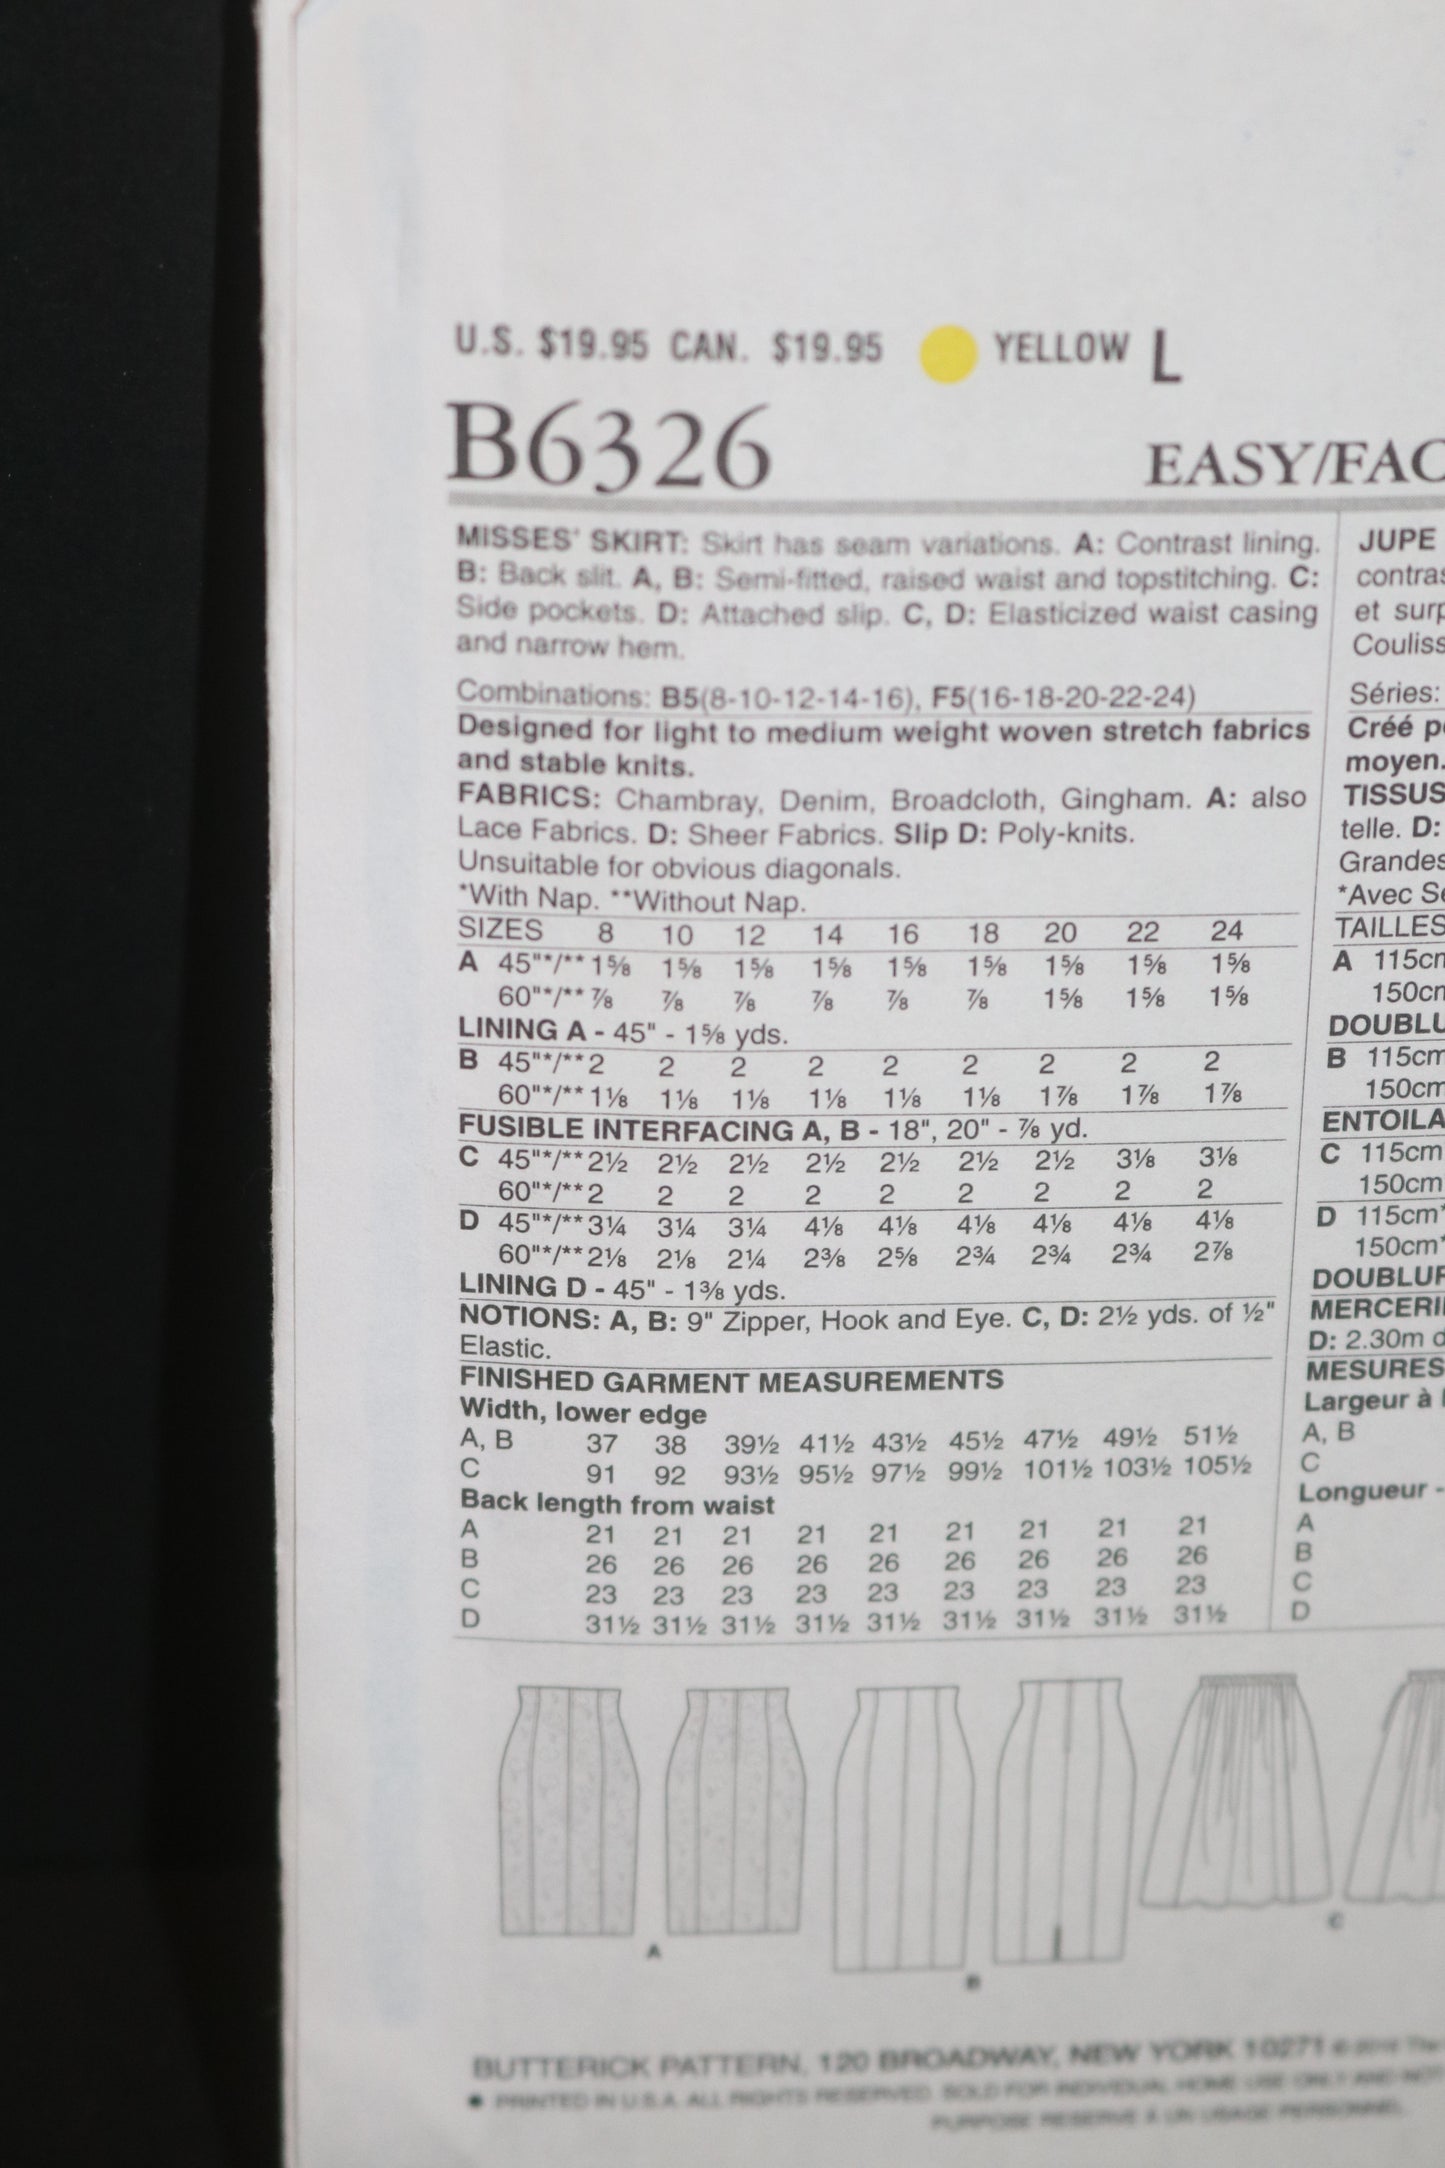 U.S. $19.95 CAN. $19.95 YELLOW L
B6326 EASY/FAC
MISSES' SKIRT: Skirt has seam variations. A: Contrast lining.
B: Back slit. A, B: Semi-fitted, raised waist and topstitching. C:
Side pockets. D: Attached slip. C, D: Elasticized waist casing
and narrow hem.
Combinations: B5(8-10-12-14-16), F5(16-18-20-22-24)
Designed for light to medium weight woven stretch fabrics
and stable knits.
FABRICS: Chambray, Denim, Broadcloth, Gingham. A: also
Lace Fabrics. D: Sheer Fabrics. Slip D: Poly-knits.
Unsuitable for obvious diagonals.
*With Nap. **Without Nap.
SIZES 8 10 12 14 16 18 20 22 24
A 45"*/** 1⅝ 1⅝ 1⅝ 1⅝ 1⅝ 1⅝ 1⅝ 1⅝ 1⅝
60"*/** ⅞ ⅞ ⅞ ⅞ ⅞ ⅞ 1⅝ 1⅝ 1⅝
LINING A - 45" - 1⅝ yds.
B 45"*/** 2 2 2 2 2 2 2 2 2
60"*/** 1⅛ 1⅛ 1⅛ 1⅛ 1⅛ 1⅛ 1⅞ 1⅞ 1⅞
FUSIBLE INTERFACING A, B - 18", 20" - ⅞ yd.
C 45"*/** 2½ 2½ 2½ 2½ 2½ 2½ 2½ 3⅛ 3⅛
60"*/** 2 2 2 2 2 2 2 2 2
D 45"*/** 3¼ 3¼ 3¼ 4⅛ 4⅛ 4⅛ 4⅛ 4⅛ 4⅛
60"*/** 2⅛ 2⅛ 2¼ 2⅜ 2⅝ 2¾ 2¾ 2¾ 2⅞
LINING D - 45" - 1⅜ yds.
NOTIONS: A, B: 9" Zipper, Hook and Eye. C, D: 2½ yds. of ½"
Elastic.
FINISHED GARMENT MEASUREMENTS
Width, lower edge
A, B 37 38 39½ 41½ 43½ 45½ 47½ 49½ 51½
C 91 92 93½ 95½ 97½ 99½ 101½ 103½ 105½
Back length from waist
A 21 21 21 21 21 21 21 21 21
B 26 26 26 26 26 26 26 26 26
C 23 23 23 23 23 23 23 23 23
D 31½ 31½ 31½ 31½ 31½ 31½ 31½ 31½ 31½
JUPE
contras
et surp
Couliss
Séries:
Créé p
moyen.
TISSUS
telle. D:
Grandes
*Avec Se
TAILLES
A 115cm
150cm
DOUBLU
B 115cm
150cm
ENTOILA
C 115cm
150cm
D 115cm*
150cm*
DOUBLUR
MERCERI
D: 2.30m d
MESURES
Largeur à l
A, B
C
Longueur -
A
B
C
D
A
B
C
BUTTERICK PATTERN, 120 BROADWAY, NEW YORK 10271 © 2016 The
● PRINTED IN U.S.A. ALL RIGHTS RESERVED. SOLD FOR INDIVIDUAL HOME USE ONLY AND NOT
PURPOSE RESERVE À UN USAGE PERSONNEL.